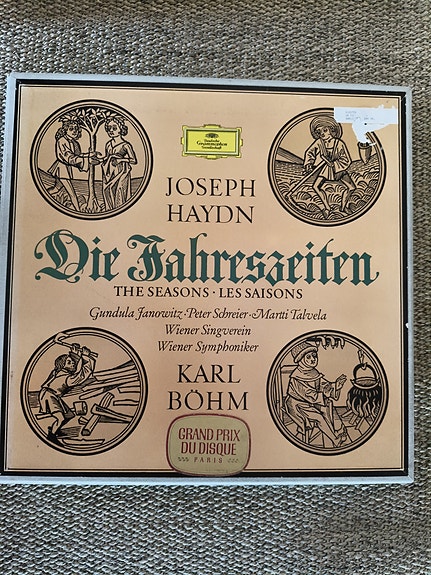 Deutsche
Grammophon
Gesellschaft
JOSEPH
HAYDN
Die Jahreszeiten
THE SEASONS · LES SAISONS
Gundula Janowitz · Peter Schreier · Martti Talvela
Wiener Singverein
Wiener Symphoniker
KARL
BÖHM
GRAND PRIX
DU DISQUE
PARIS